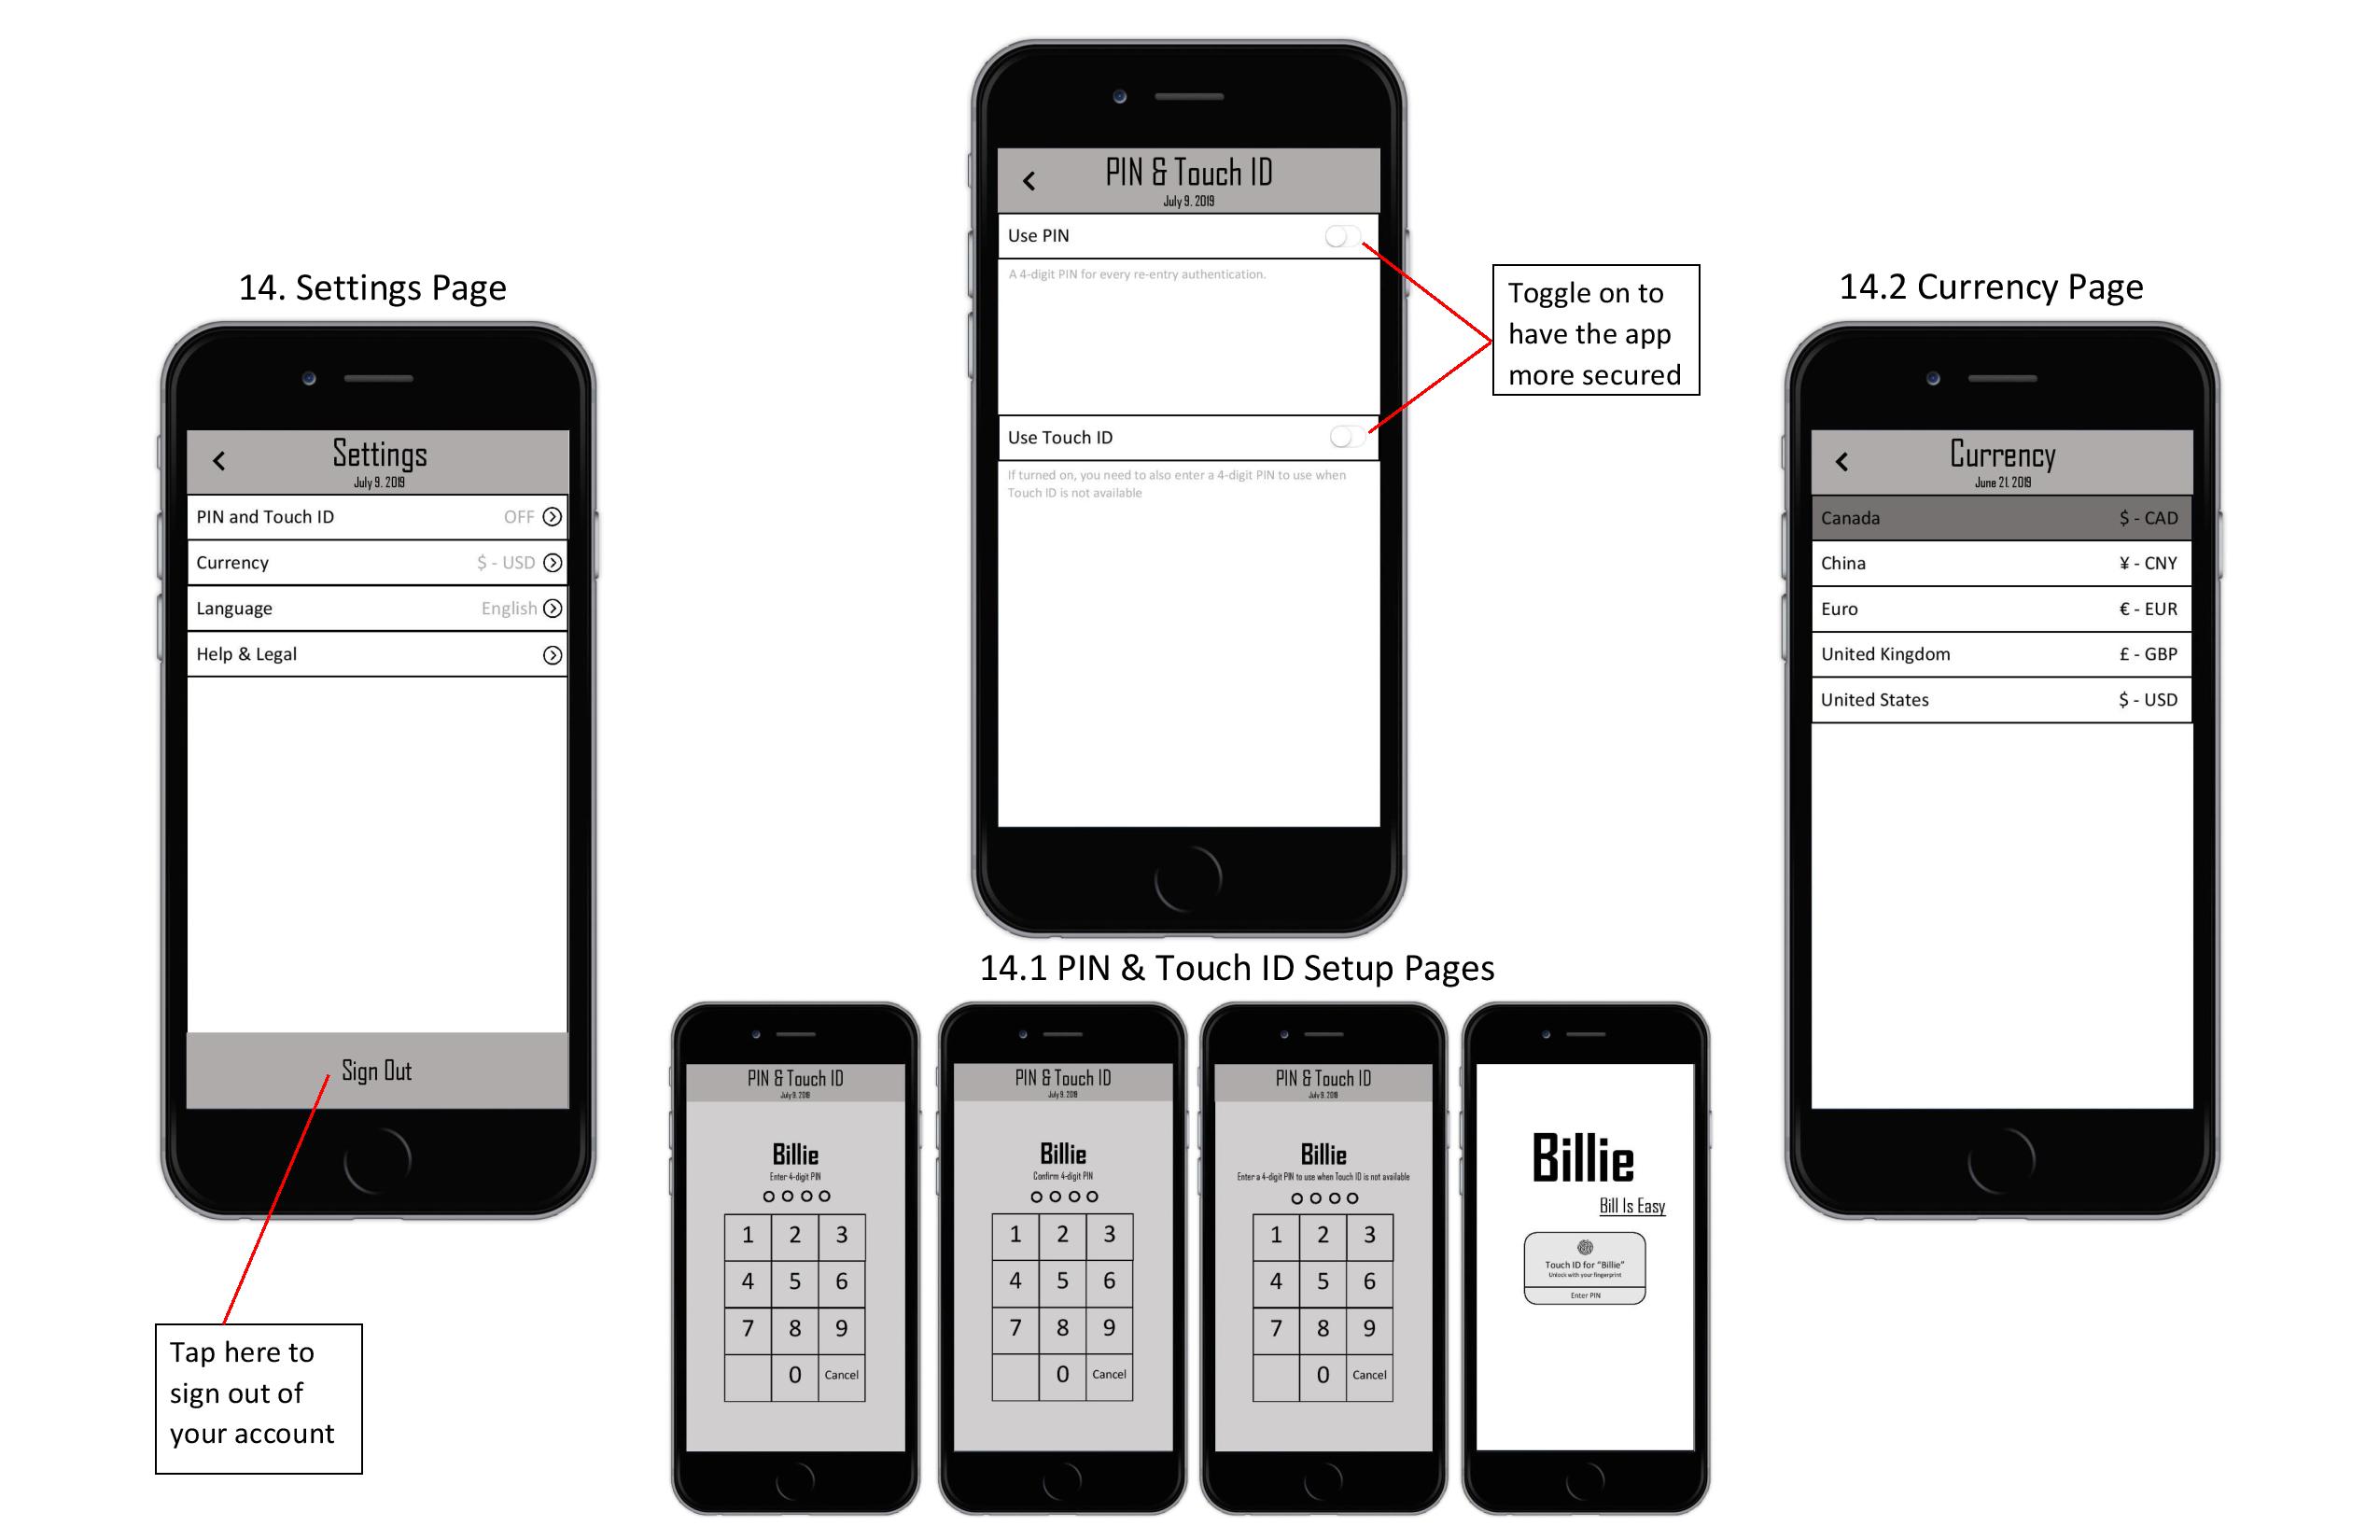 14. Settings Page
Settings
July 9. 2019
PIN and Touch ID OFF
Currency $ - USD
Language English
Help & Legal
Sign Out
Tap here to
sign out of
your account
PIN & Touch ID
July 9. 2019
Use PIN
A 4-digit PIN for every re-entry authentication.
Use Touch ID
If turned on, you need to also enter a 4-digit PIN to use when
Touch ID is not available
Toggle on to
have the app
more secured
14.1 PIN & Touch ID Setup Pages
PIN & Touch ID
July 9. 2019
Billie
Enter 4-digit PIN
1 2 3
4 5 6
7 8 9
0 Cancel
PIN & Touch ID
July 9. 2019
Billie
Confirm 4-digit PIN
1 2 3
4 5 6
7 8 9
0 Cancel
PIN & Touch ID
July 9. 2019
Billie
Enter a 4-digit PIN to use when Touch ID is not available
1 2 3
4 5 6
7 8 9
0 Cancel
Billie
Bill Is Easy
Touch ID for "Billie"
Unlock with your fingerprint
Enter PIN
14.2 Currency Page
Currency
June 21. 2019
Canada $ - CAD
China ¥ - CNY
Euro € - EUR
United Kingdom £ - GBP
United States $ - USD